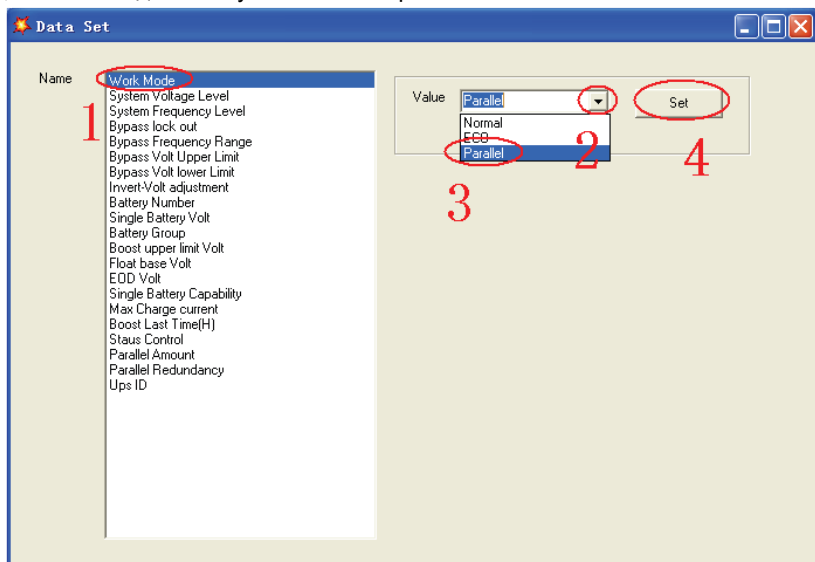 Data Set
Name
Work Mode
System Voltage Level
System Frequency Level
Bypass lock out
Bypass Frequency Range
Bypass Volt Upper Limit
Bypass Volt lower Limit
Invert-Volt adjustment
Battery Number
Single Battery Volt
Battery Group
Boost upper limit Volt
Float base Volt
EOD Volt
Single Battery Capability
Max Charge current
Boost Last Time(H)
Staus Control
Parallel Amount
Parallel Redundancy
Ups ID
1
Value
Parallel
Normal
ECO
Parallel
2
3
Set
4